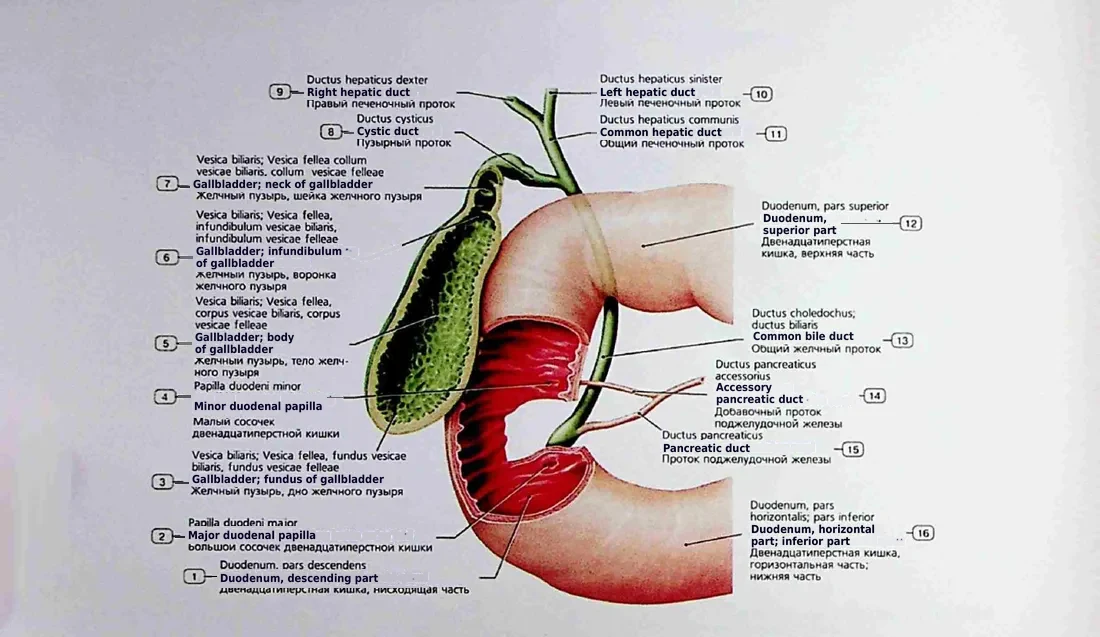 9
Ductus hepaticus dexter
Right hepatic duct
Правый печеночный проток
8
Ductus cysticus
Cystic duct
Пузырный проток
Vesica biliaris; Vesica fellea collum
vesicae biliaris, collum vesicae felleae
7
Gallbladder; neck of gallbladder
Желчный пузырь, шейка желчного пузыря
Vesica biliaris; Vesica fellea,
infundibulum vesicae biliaris,
infundibulum vesicae felleae
6
Gallbladder; infundibulum
of gallbladder
Желчный пузырь, воронка
желчного пузыря
Vesica biliaris; Vesica fellea,
corpus vesicae biliaris, corpus
vesicae felleae
5
Gallbladder; body
of gallbladder
Желчный пузырь, тело желч-
ного пузыря
4
Papilla duodeni minor
Minor duodenal papilla
Малый сосочек
двенадцатиперстной кишки
Vesica biliaris; Vesica fellea, fundus vesicae
biliaris, fundus vesicae felleae
3
Gallbladder; fundus of gallbladder
Желчный пузырь, дно желчного пузыря
2
Papilla duodeni major
Major duodenal papilla
Большой сосочек двенадцатиперстной кишки
1
Duodenum, pars descendens
Duodenum, descending part
Двенадцатиперстная кишка, нисходящая часть
Ductus hepaticus sinister
Left hepatic duct
10
Левый печеночный проток
Ductus hepaticus communis
Common hepatic duct
11
Общий печеночный проток
Duodenum, pars superior
Duodenum,
superior part
12
Двенадцатиперстная
кишка, верхняя часть
Ductus choledochus;
ductus biliaris
Common bile duct
13
Общий желчный проток
Ductus pancreaticus
accessorius
Accessory
pancreatic duct
14
Добавочный проток
поджелудочной железы
Ductus pancreaticus
Pancreatic duct
15
Проток поджелудочной железы
Duodenum, pars
horizontalis; pars inferior
Duodenum, horizontal
part; inferior part
16
Двенадцатиперстная кишка,
горизонтальная часть;
нижняя часть